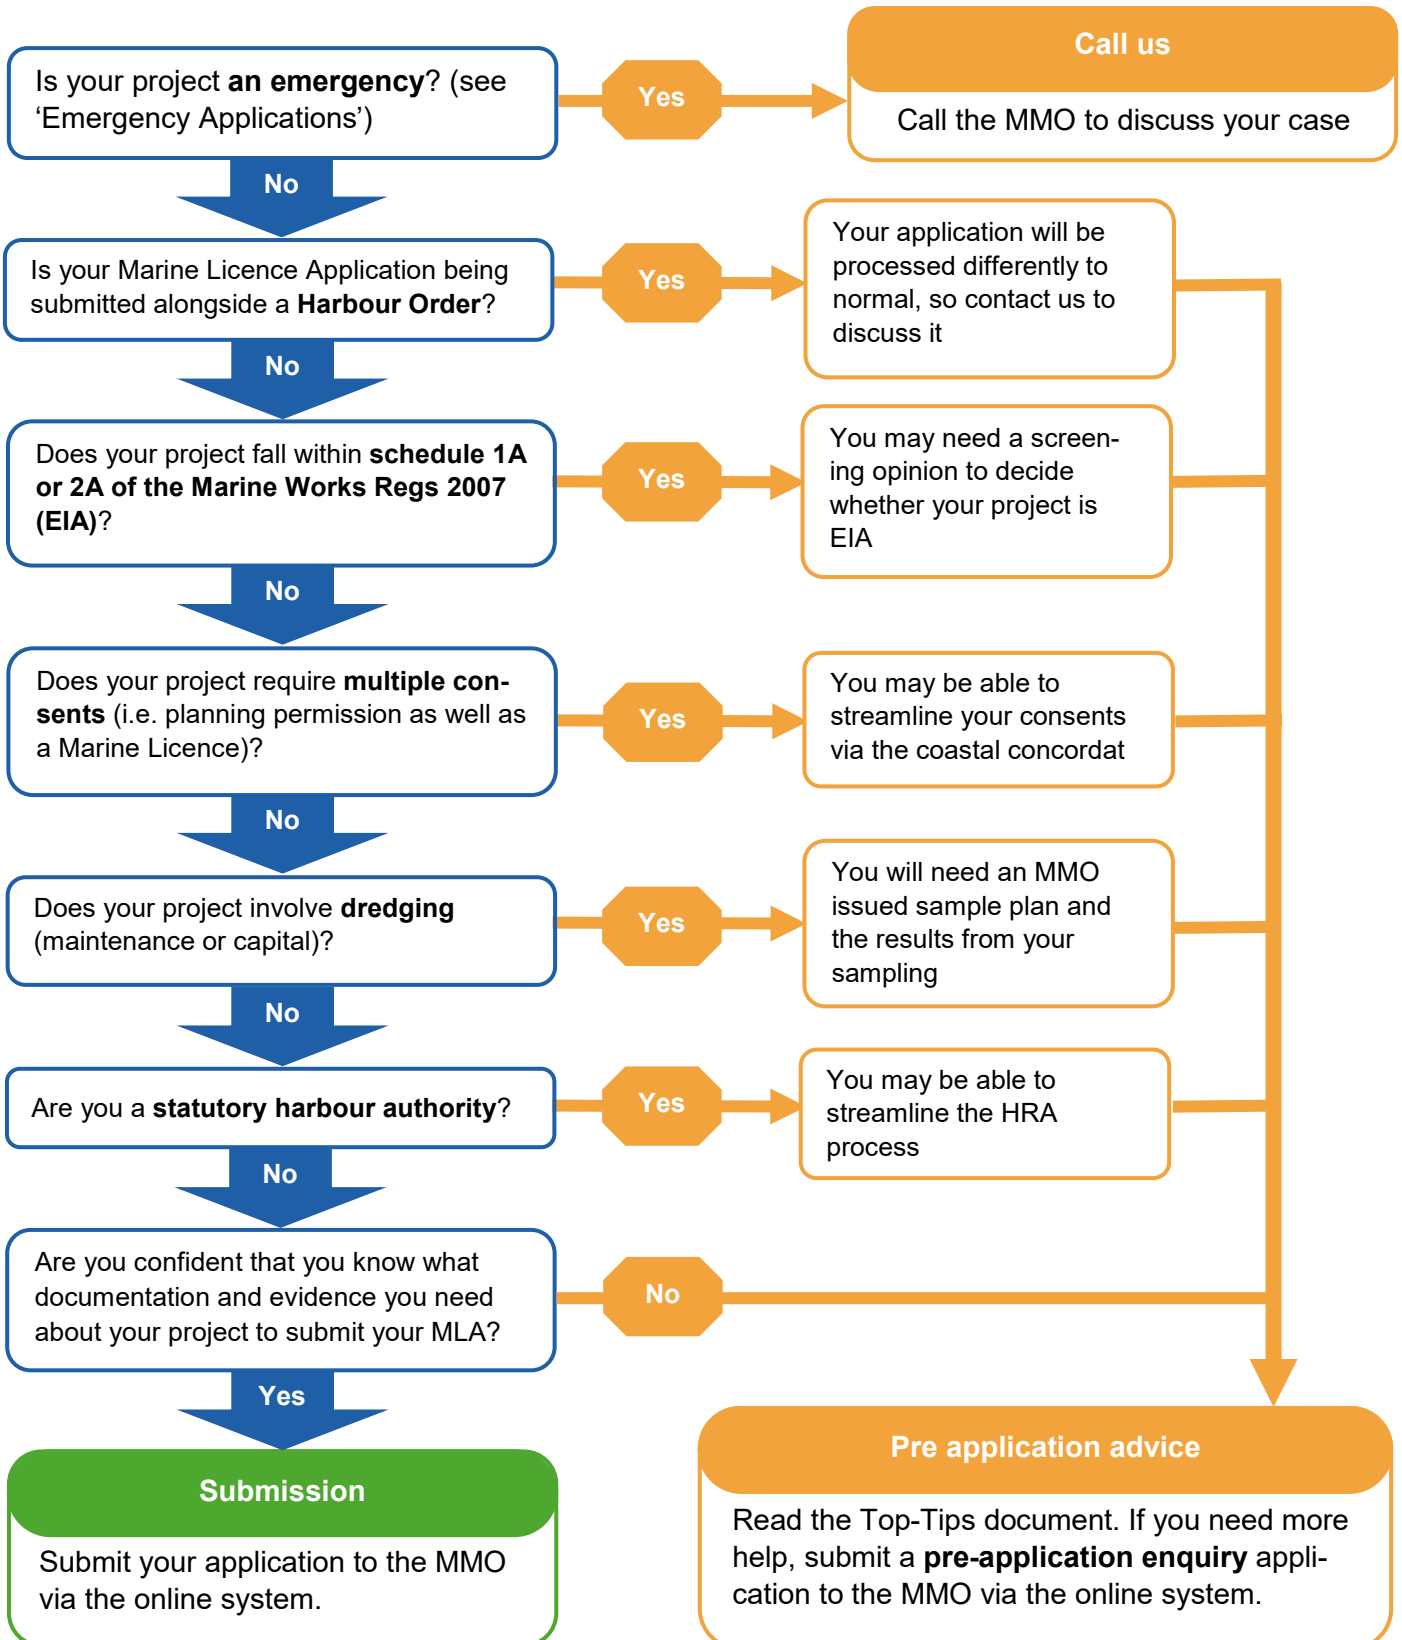 Is your project an emergency? (see
‘Emergency Applications’)
Yes
Call us
Call the MMO to discuss your case
No
Is your Marine Licence Application being
submitted alongside a Harbour Order?
Yes
Your application will be
processed differently to
normal, so contact us to
discuss it
No
Does your project fall within schedule 1A
or 2A of the Marine Works Regs 2007
(EIA)?
Yes
You may need a screen-
ing opinion to decide
whether your project is
EIA
No
Does your project require multiple con-
sents (i.e. planning permission as well as
a Marine Licence)?
Yes
You may be able to
streamline your consents
via the coastal concordat
No
Does your project involve dredging
(maintenance or capital)?
Yes
You will need an MMO
issued sample plan and
the results from your
sampling
No
Are you a statutory harbour authority?
Yes
You may be able to
streamline the HRA
process
No
Are you confident that you know what
documentation and evidence you need
about your project to submit your MLA?
No
Yes
Submission
Submit your application to the MMO
via the online system.
Pre application advice
Read the Top-Tips document. If you need more
help, submit a pre-application enquiry appli-
cation to the MMO via the online system.